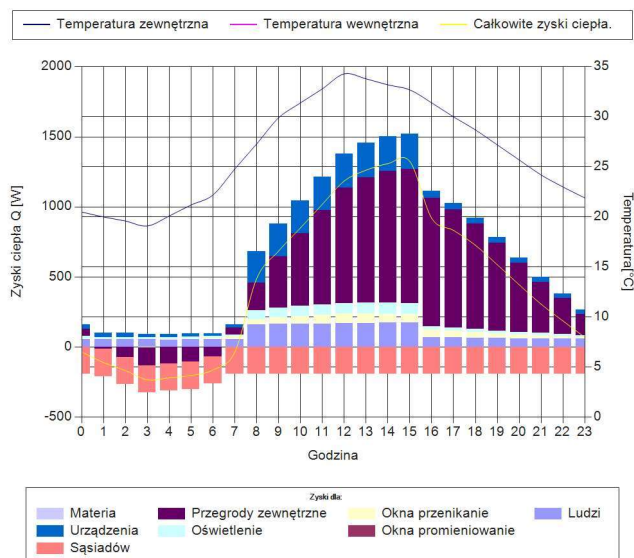 Temperatura zewnętrzna Temperatura wewnętrzna Całkowite zyski ciepła.
2000 35
30
1500 25
1000 20
15
500 10
0 5
-500 0
Zyski ciepła Q [W]
Temperatura[°C]
0 1 2 3 4 5 6 7 8 9 10 11 12 13 14 15 16 17 18 19 20 21 22 23
Godzina
Zyski dla:
Materia Przegrody zewnętrzne Okna przenikanie Ludzi
Urządzenia Oświetlenie Okna promieniowanie
Sąsiadów